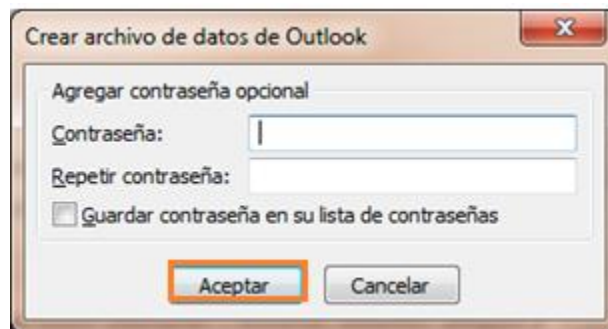 Crear archivo de datos de Outlook
Agregar contraseña opcional
Contraseña:
Repetir contraseña:
Guardar contraseña en su lista de contraseñas
Aceptar
Cancelar